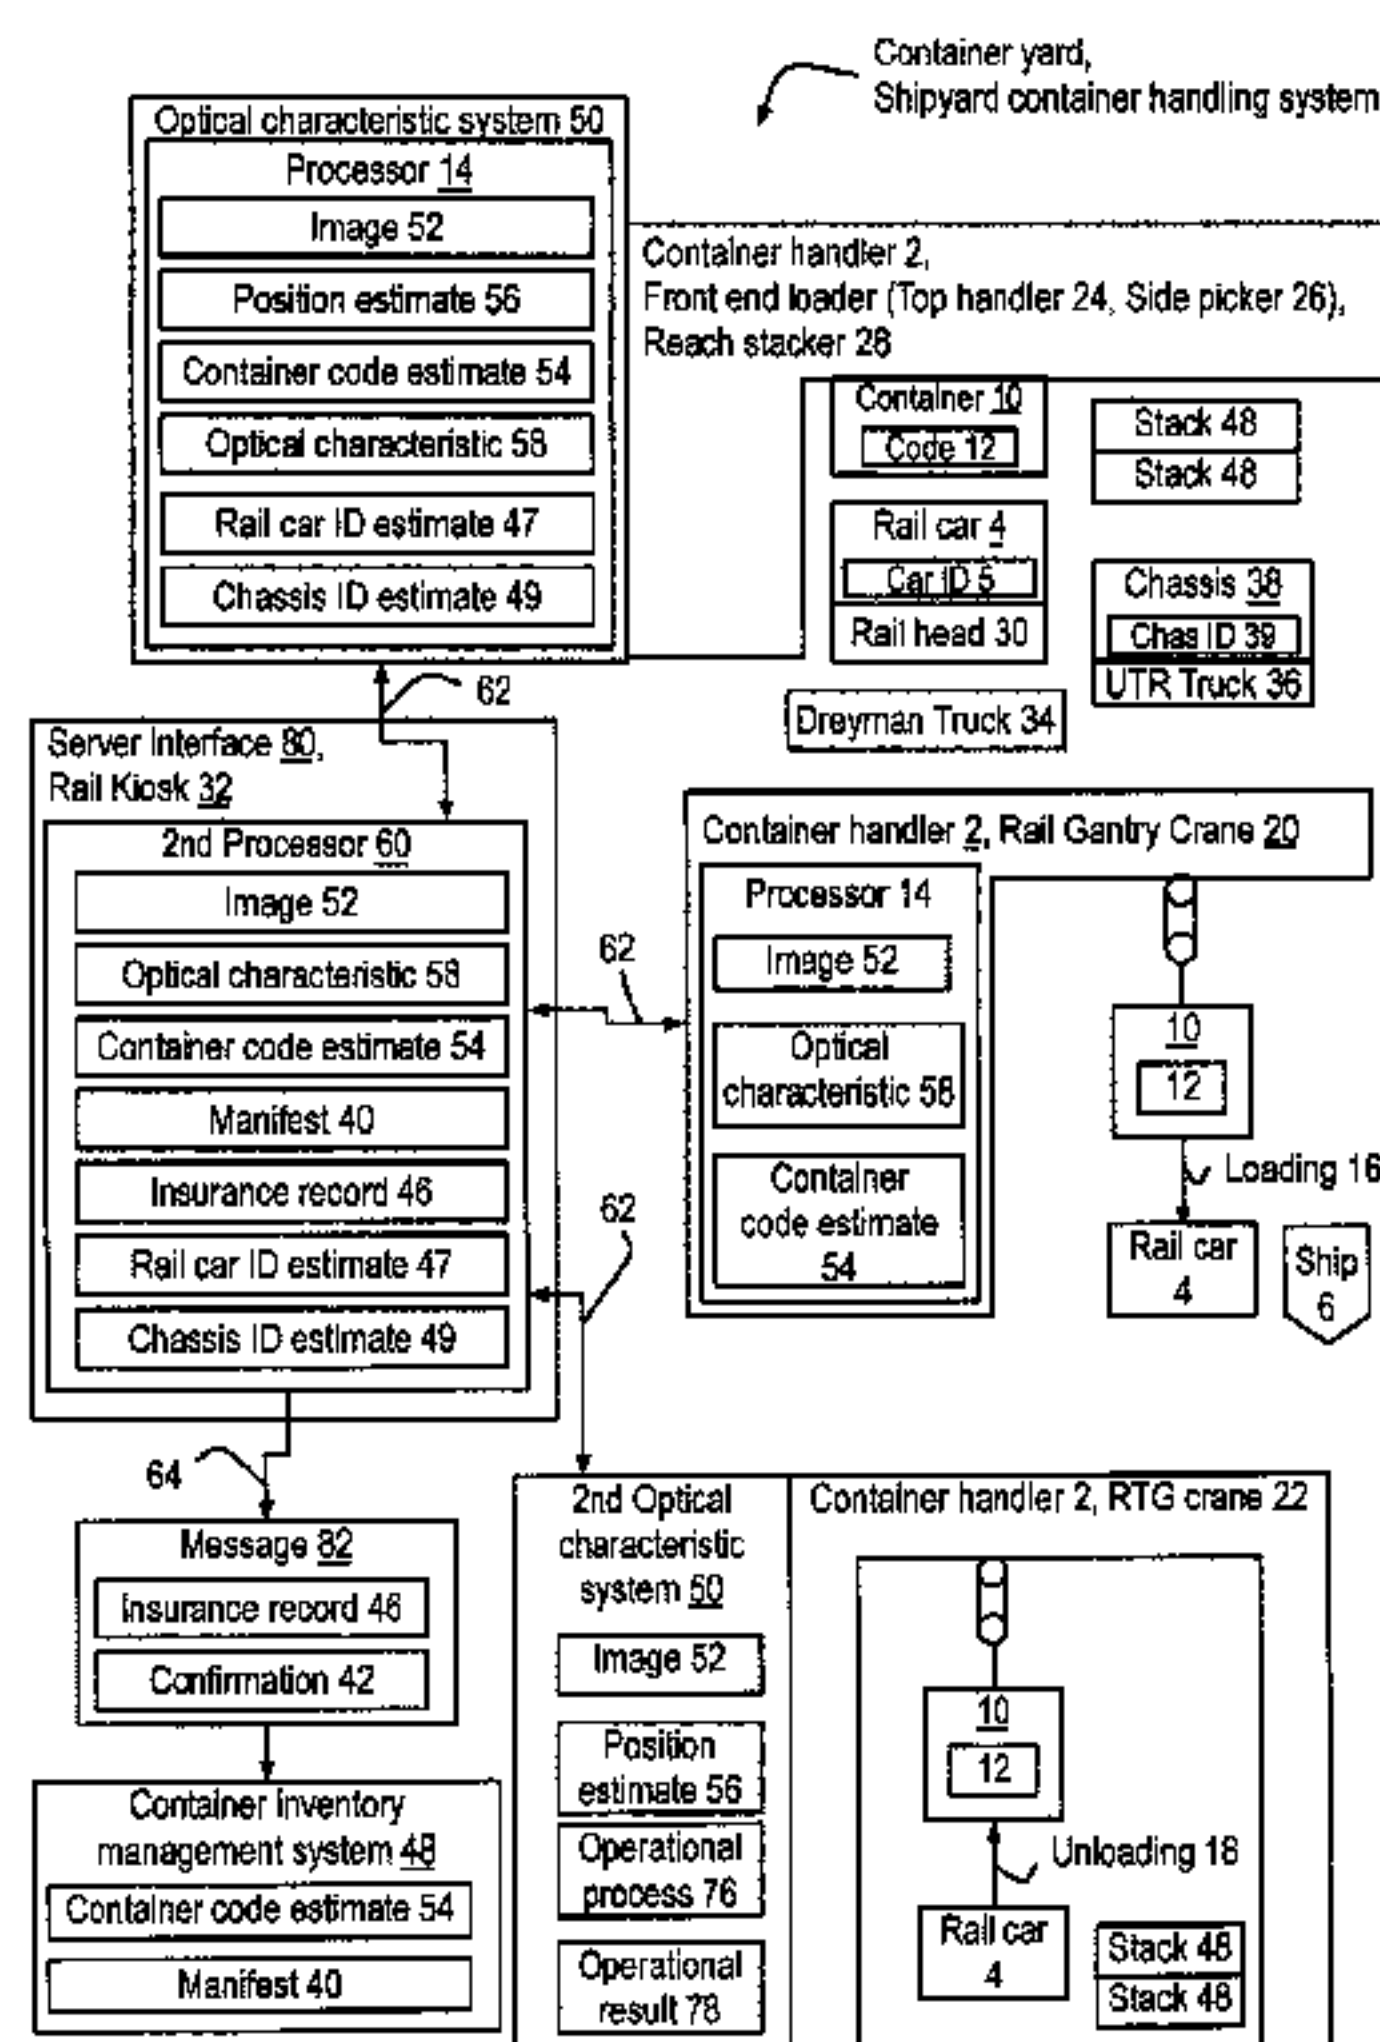 Container yard,
Shipyard container handling system
Optical characteristic system 50
Processor 14
Image 52
Position estimate 56
Container code estimate 54
Optical characteristic 58
Rail car ID estimate 47
Chassis ID estimate 49
Container handler 2,
Front end loader (Top handler 24, Side picker 26),
Reach stacker 28
Container 10
Code 12
Stack 48
Stack 48
Rail car 4
Car ID 5
Rail head 30
Chassis 38
Chas ID 39
UTR Truck 36
Dreyman Truck 34
62
Server Interface 80,
Rail Kiosk 32
2nd Processor 60
Image 52
Optical characteristic 58
Container code estimate 54
Manifest 40
Insurance record 46
Rail car ID estimate 47
Chassis ID estimate 49
62
62
Container handler 2, Rail Gantry Crane 20
Processor 14
Image 52
Optical
characteristic 58
Container
code estimate
54
10
12
Loading 16
Rail car
4
Ship
6
64
Message 82
Insurance record 46
Confirmation 42
Container inventory
management system 48
Container code estimate 54
Manifest 40
2nd Optical
characteristic
system 50
Image 52
Position
estimate 56
Operational
process 76
Operational
result 78
Container handler 2, RTG crane 22
10
12
Unloading 18
Rail car
4
Stack 48
Stack 48